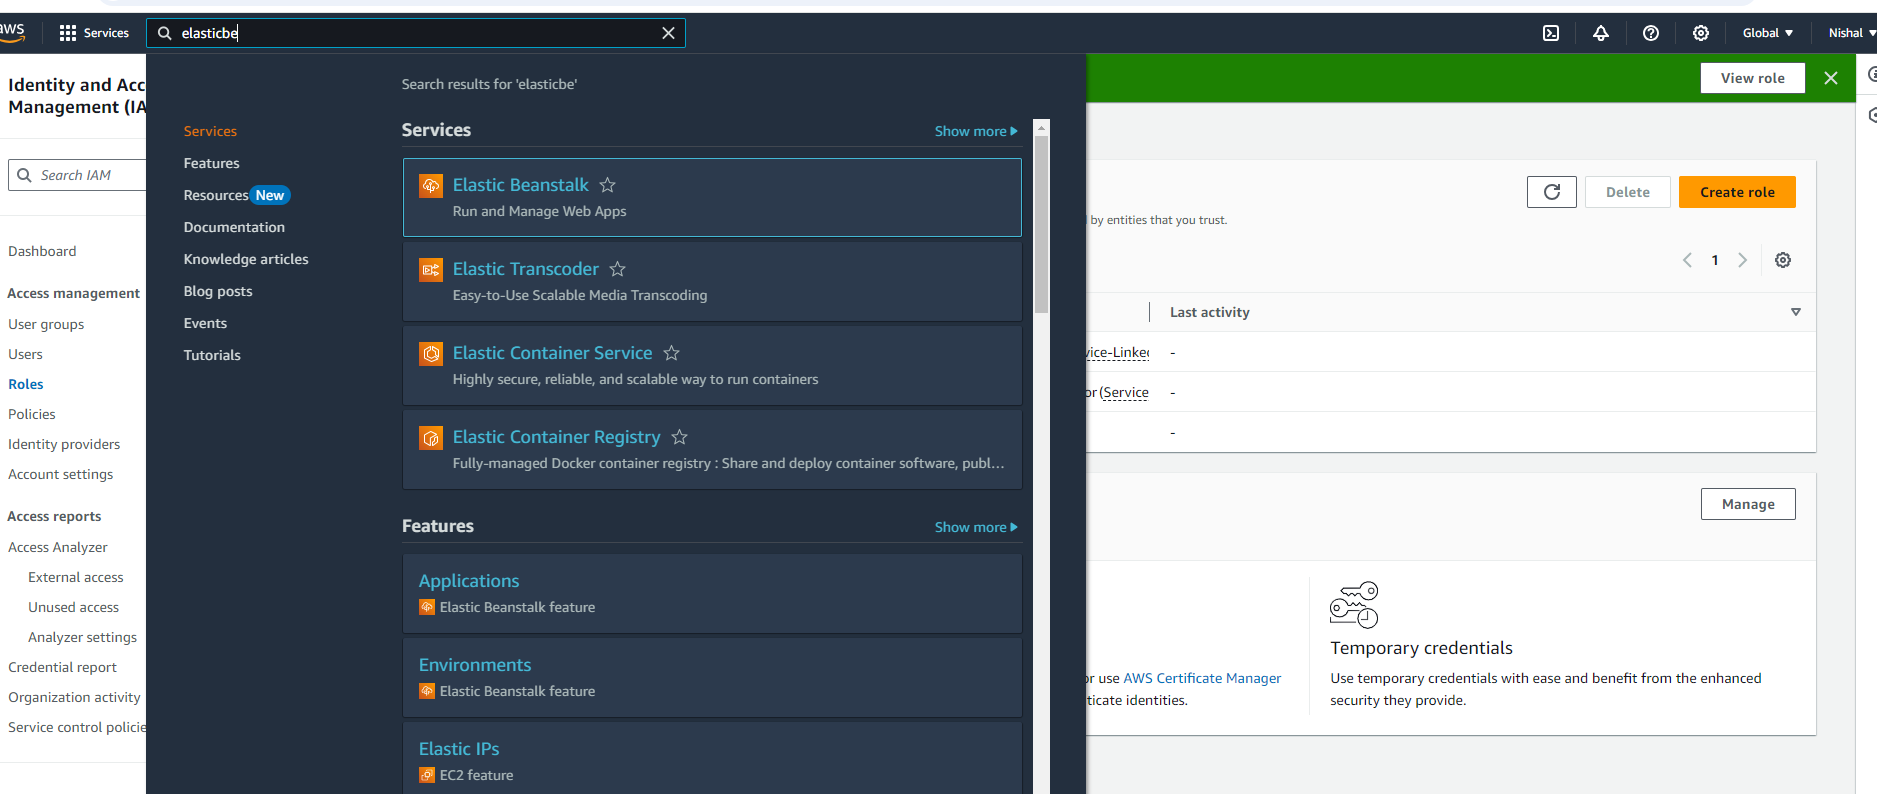 aws
Services
elasticbe
Global
Nishal
Identity and Acc
Management (IA
Search IAM
Dashboard
Access management
User groups
Users
Roles
Policies
Identity providers
Account settings
Access reports
Access Analyzer
External access
Unused access
Analyzer settings
Credential report
Organization activity
Service control policie
Search results for 'elasticbe'
Services
Features
Resources New
Documentation
Knowledge articles
Blog posts
Events
Tutorials
Services
Show more
Elastic Beanstalk
Run and Manage Web Apps
Elastic Transcoder
Easy-to-Use Scalable Media Transcoding
Elastic Container Service
Highly secure, reliable, and scalable way to run containers
Elastic Container Registry
Fully-managed Docker container registry : Share and deploy container software, publ...
Features
Show more
Applications
Elastic Beanstalk feature
Environments
Elastic Beanstalk feature
Elastic IPs
EC2 feature
View role
Delete
Create role
by entities that you trust.
1
Last activity
vice-Linked
-
or (Service
-
-
Manage
Temporary credentials
or use AWS Certificate Manager
ticate identities.
Use temporary credentials with ease and benefit from the enhanced
security they provide.